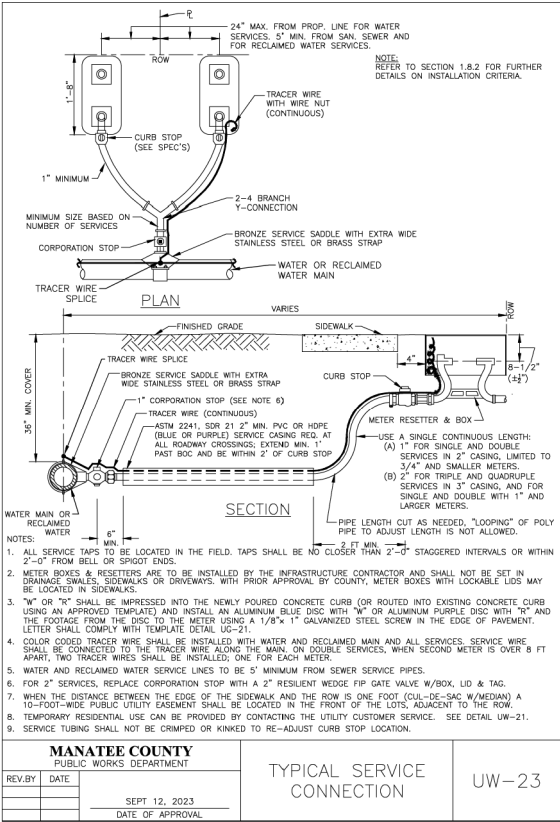 ℄
24" MAX. FROM PROP. LINE FOR WATER
SERVICES. 5' MIN. FROM SAN. SEWER AND
FOR RECLAIMED WATER SERVICES.
ROW
NOTE:
REFER TO SECTION 1.8.2 FOR FURTHER
DETAILS ON INSTALLATION CRITERIA.
1'-8"
TRACER WIRE
WITH WIRE NUT
(CONTINUOUS)
CURB STOP
(SEE SPEC'S)
1" MINIMUM
2-4 BRANCH
Y-CONNECTION
MINIMUM SIZE BASED ON
NUMBER OF SERVICES
BRONZE SERVICE SADDLE WITH EXTRA WIDE
STAINLESS STEEL OR BRASS STRAP
CORPORATION STOP
WATER OR RECLAIMED
WATER MAIN
TRACER WIRE
SPLICE
PLAN
VARIES
ROW
FINISHED GRADE
SIDEWALK
4"
8-1/2"
(±½")
TRACER WIRE SPLICE
BRONZE SERVICE SADDLE WITH EXTRA
WIDE STAINLESS STEEL OR BRASS STRAP
CURB STOP
36" MIN. COVER
1" CORPORATION STOP (SEE NOTE 6)
TRACER WIRE (CONTINUOUS)
ASTM 2241, SDR 21 2" MIN. PVC OR HDPE
(BLUE OR PURPLE) SERVICE CASING REQ. AT
ALL ROADWAY CROSSINGS; EXTEND MIN. 1'
PAST BOC AND BE WITHIN 2' OF CURB STOP
METER RESETTER & BOX
USE A SINGLE CONTINUOUS LENGTH:
(A) 1" FOR SINGLE AND DOUBLE
SERVICES IN 2" CASING, LIMITED TO
3/4" AND SMALLER METERS.
(B) 2" FOR TRIPLE AND QUADRUPLE
SERVICES IN 3" CASING, AND FOR
SINGLE AND DOUBLE WITH 1" AND
LARGER METERS.
SECTION
WATER MAIN OR
RECLAIMED
WATER
6"
MIN.
PIPE LENGTH CUT AS NEEDED, "LOOPING" OF POLY
PIPE TO ADJUST LENGTH IS NOT ALLOWED.
2 FT MIN.
NOTES:
1. ALL SERVICE TAPS TO BE LOCATED IN THE FIELD. TAPS SHALL BE NO CLOSER THAN 2'-0" STAGGERED INTERVALS OR WITHIN
2'-0" FROM BELL OR SPIGOT ENDS.
2. METER BOXES & RESETTERS ARE TO BE INSTALLED BY THE INFRASTRUCTURE CONTRACTOR AND SHALL NOT BE SET IN
DRAINAGE SWALES, SIDEWALKS OR DRIVEWAYS. WITH PRIOR APPROVAL BY COUNTY, METER BOXES WITH LOCKABLE LIDS MAY
BE LOCATED IN SIDEWALKS.
3. "W" OR "R" SHALL BE IMPRESSED INTO THE NEWLY POURED CONCRETE CURB (OR ROUTED INTO EXISTING CONCRETE CURB
USING AN APPROVED TEMPLATE) AND INSTALL AN ALUMINUM BLUE DISC WITH "W" OR ALUMINUM PURPLE DISC WITH "R" AND
THE FOOTAGE FROM THE DISC TO THE METER USING A 1/8"x 1" GALVANIZED STEEL SCREW IN THE EDGE OF PAVEMENT.
LETTER SHALL COMPLY WITH TEMPLATE DETAIL UG-21.
4. COLOR CODED TRACER WIRE SHALL BE INSTALLED WITH WATER AND RECLAIMED MAIN AND ALL SERVICES. SERVICE WIRE
SHALL BE CONNECTED TO THE TRACER WIRE ALONG THE MAIN. ON DOUBLE SERVICES, WHEN SECOND METER IS OVER 8 FT
APART, TWO TRACER WIRES SHALL BE INSTALLED; ONE FOR EACH METER.
5. WATER AND RECLAIMED WATER SERVICE LINES TO BE 5' MINIMUM FROM SEWER SERVICE PIPES.
6. FOR 2" SERVICES, REPLACE CORPORATION STOP WITH A 2" RESILIENT WEDGE FIP GATE VALVE W/BOX, LID & TAG.
7. WHEN THE DISTANCE BETWEEN THE EDGE OF THE SIDEWALK AND THE ROW IS ONE FOOT (CUL-DE-SAC W/MEDIAN) A
10-FOOT-WIDE PUBLIC UTILITY EASEMENT SHALL BE LOCATED IN THE FRONT OF THE LOTS, ADJACENT TO THE ROW.
8. TEMPORARY RESIDENTIAL USE CAN BE PROVIDED BY CONTACTING THE UTILITY CUSTOMER SERVICE. SEE DETAIL UW-21.
9. SERVICE TUBING SHALL NOT BE CRIMPED OR KINKED TO RE-ADJUST CURB STOP LOCATION.
MANATEE COUNTY
PUBLIC WORKS DEPARTMENT
REV.BY DATE
SEPT 12, 2023
DATE OF APPROVAL
TYPICAL SERVICE
CONNECTION
UW-23